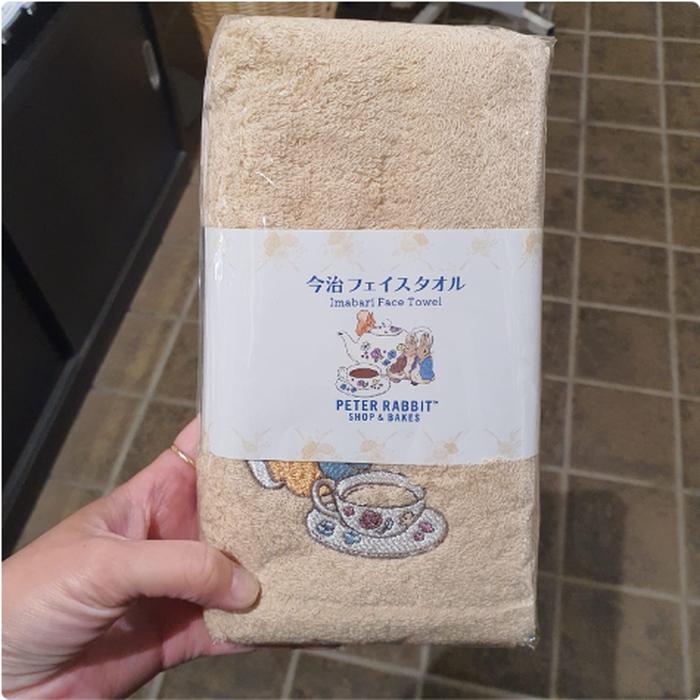 今治フェイスタオル
Imabari Face Towel
PETER RABBIT™
SHOP & BAKES